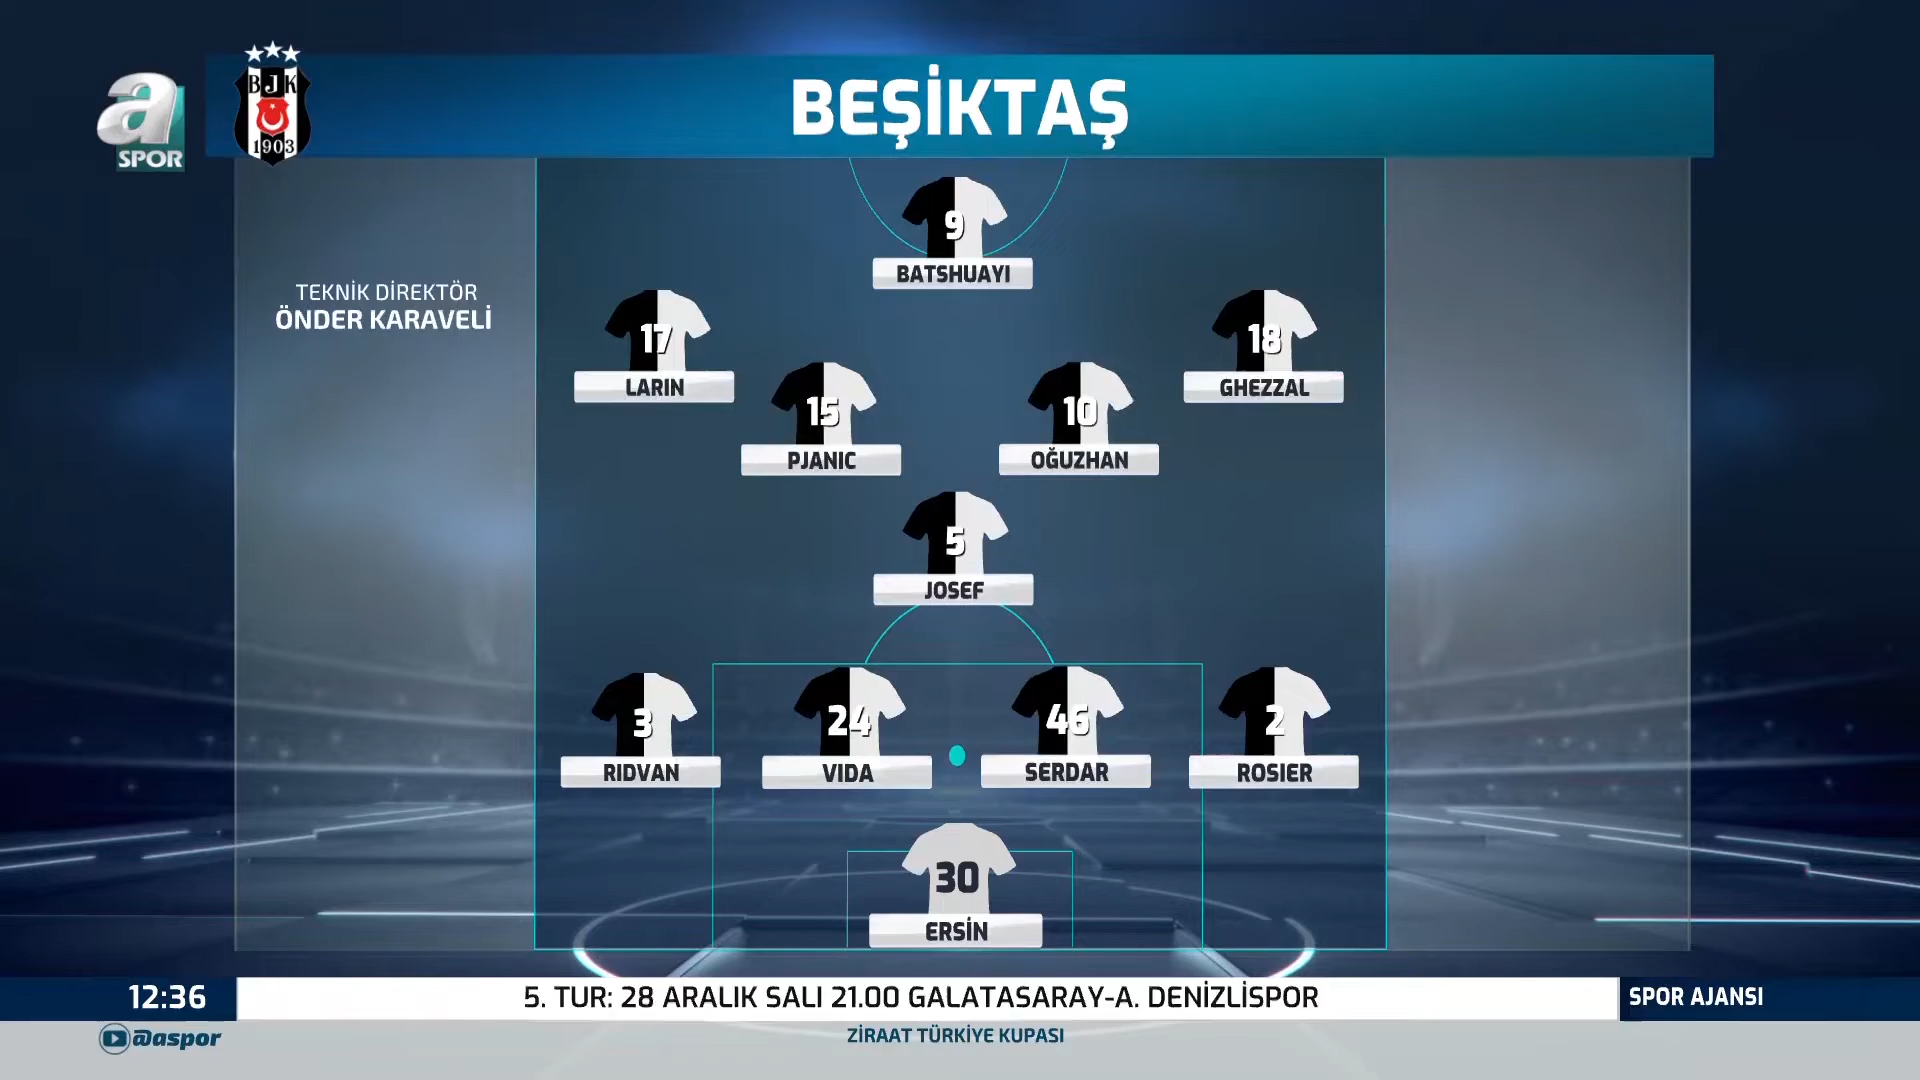 BJK
1903
a
SPOR
BEŞİKTAŞ
TEKNİK DİREKTÖR
ÖNDER KARAVELİ
9
BATSHUAYI
17
LARIN
18
GHEZZAL
15
PJANIC
10
OĞUZHAN
5
JOSEF
3
RIDVAN
24
VIDA
46
SERDAR
2
ROSIER
30
ERSİN
12:36
5. TUR: 28 ARALIK SALI 21.00 GALATASARAY-A. DENİZLİSPOR
SPOR AJANSI
@aspor
ZİRAAT TÜRKİYE KUPASI